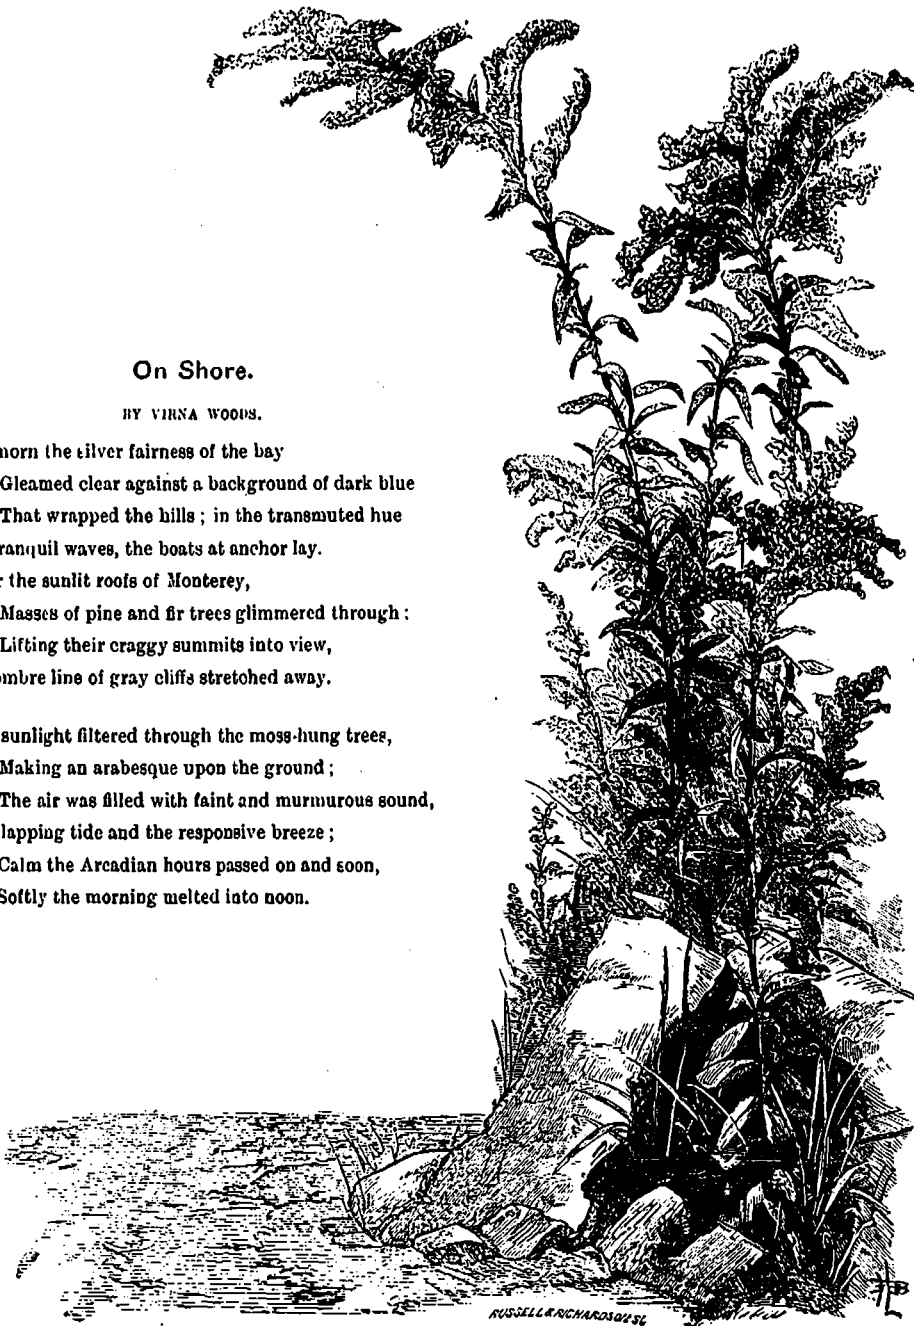 On Shore.
BY VIRNA WOODS.
morn the silver fairness of the bay
Gleamed clear against a background of dark blue
That wrapped the hills ; in the transmuted hue
ranquil waves, the boats at anchor lay.
r the sunlit roofs of Monterey,
Masses of pine and fir trees glimmered through :
Lifting their craggy summits into view,
ombre line of gray cliffs stretched away.
sunlight filtered through the moss-hung trees,
Making an arabesque upon the ground ;
The air was filled with faint and murmurous sound,
lapping tide and the responsive breeze ;
Calm the Arcadian hours passed on and soon,
Softly the morning melted into noon.
RUSSELL & RICHARDSON SC